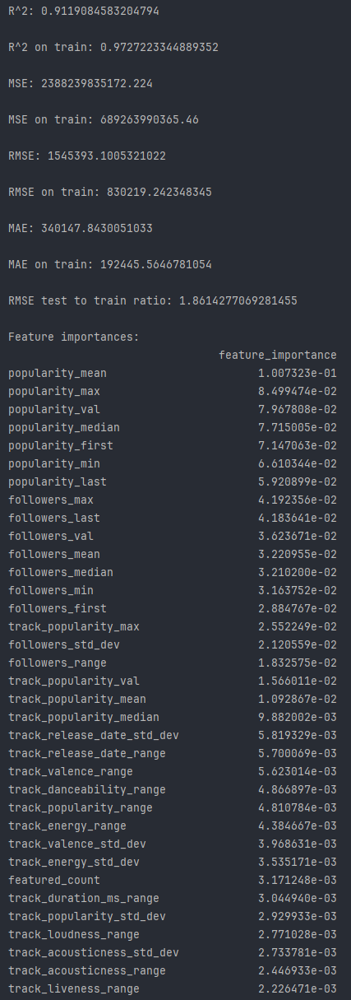 R^2: 0.9119084583204794
R^2 on train: 0.9727223344889352
MSE: 2388239835172.224
MSE on train: 689263990365.46
RMSE: 1545393.1005321022
RMSE on train: 830219.242348345
MAE: 340147.8430051033
MAE on train: 192445.5646781054
RMSE test to train ratio: 1.8614277069281455
Feature importances:
feature_importance
popularity_mean 1.007323e-01
popularity_max 8.499474e-02
popularity_val 7.967808e-02
popularity_median 7.715005e-02
popularity_first 7.147063e-02
popularity_min 6.610344e-02
popularity_last 5.920899e-02
followers_max 4.192356e-02
followers_last 4.183641e-02
followers_val 3.623671e-02
followers_mean 3.220955e-02
followers_median 3.210200e-02
followers_min 3.163752e-02
followers_first 2.884767e-02
track_popularity_max 2.552249e-02
followers_std_dev 2.120559e-02
followers_range 1.832575e-02
track_popularity_val 1.566011e-02
track_popularity_mean 1.092867e-02
track_popularity_median 9.882002e-03
track_release_date_std_dev 5.819329e-03
track_release_date_range 5.700069e-03
track_valence_range 5.623014e-03
track_danceability_range 4.866897e-03
track_popularity_range 4.810784e-03
track_energy_range 4.384667e-03
track_valence_std_dev 3.968631e-03
track_energy_std_dev 3.535171e-03
featured_count 3.171248e-03
track_duration_ms_range 3.044940e-03
track_popularity_std_dev 2.929933e-03
track_loudness_range 2.771028e-03
track_acousticness_std_dev 2.733781e-03
track_acousticness_range 2.446933e-03
track_liveness_range 2.226471e-03